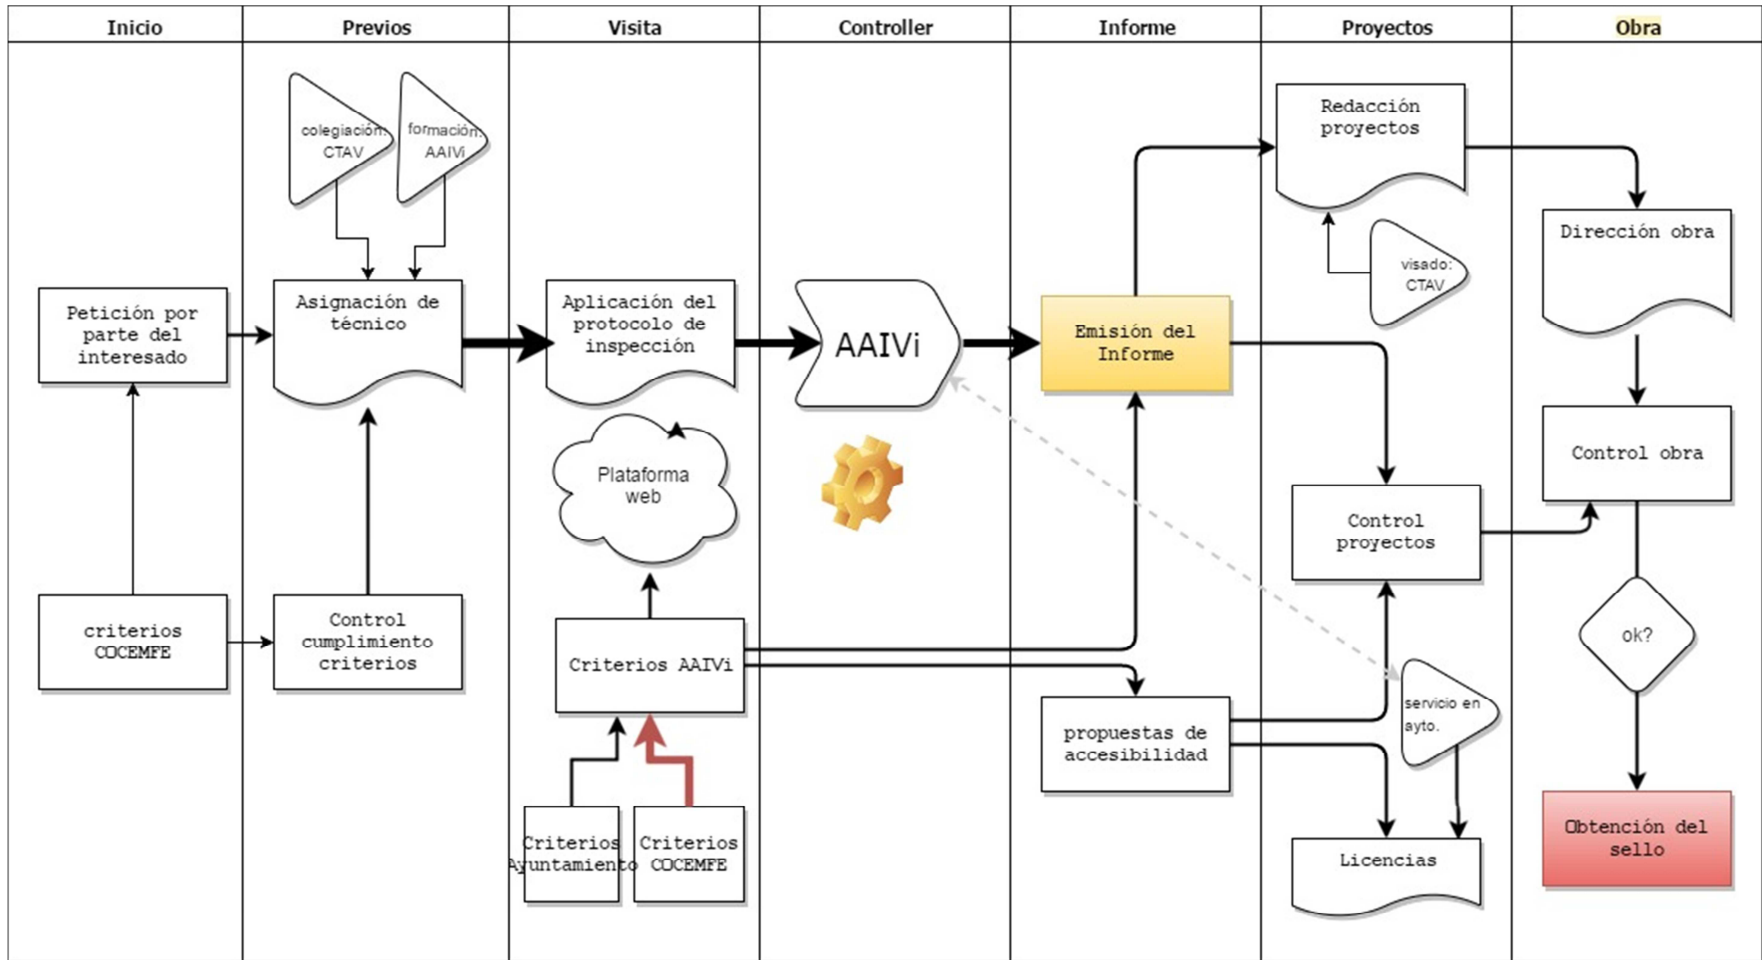 Inicio
Previos
Visita
Controller
Informe
Proyectos
Obra
colegiación:
CTAV
formación:
AAIVi
Petición por
parte del
interesado
Asignación de
técnico
criterios
COCEMFE
Control
cumplimiento
criterios
Aplicación del
protocolo de
inspección
Plataforma
web
Criterios AAIVi
Criterios
Ayuntamiento
Criterios
COCEMFE
AAIVi
Emisión del
Informe
propuestas de
accesibilidad
Redacción
proyectos
visado:
CTAV
Control
proyectos
servicio en
ayto.
Licencias
Dirección obra
Control obra
ok?
Obtención del
sello